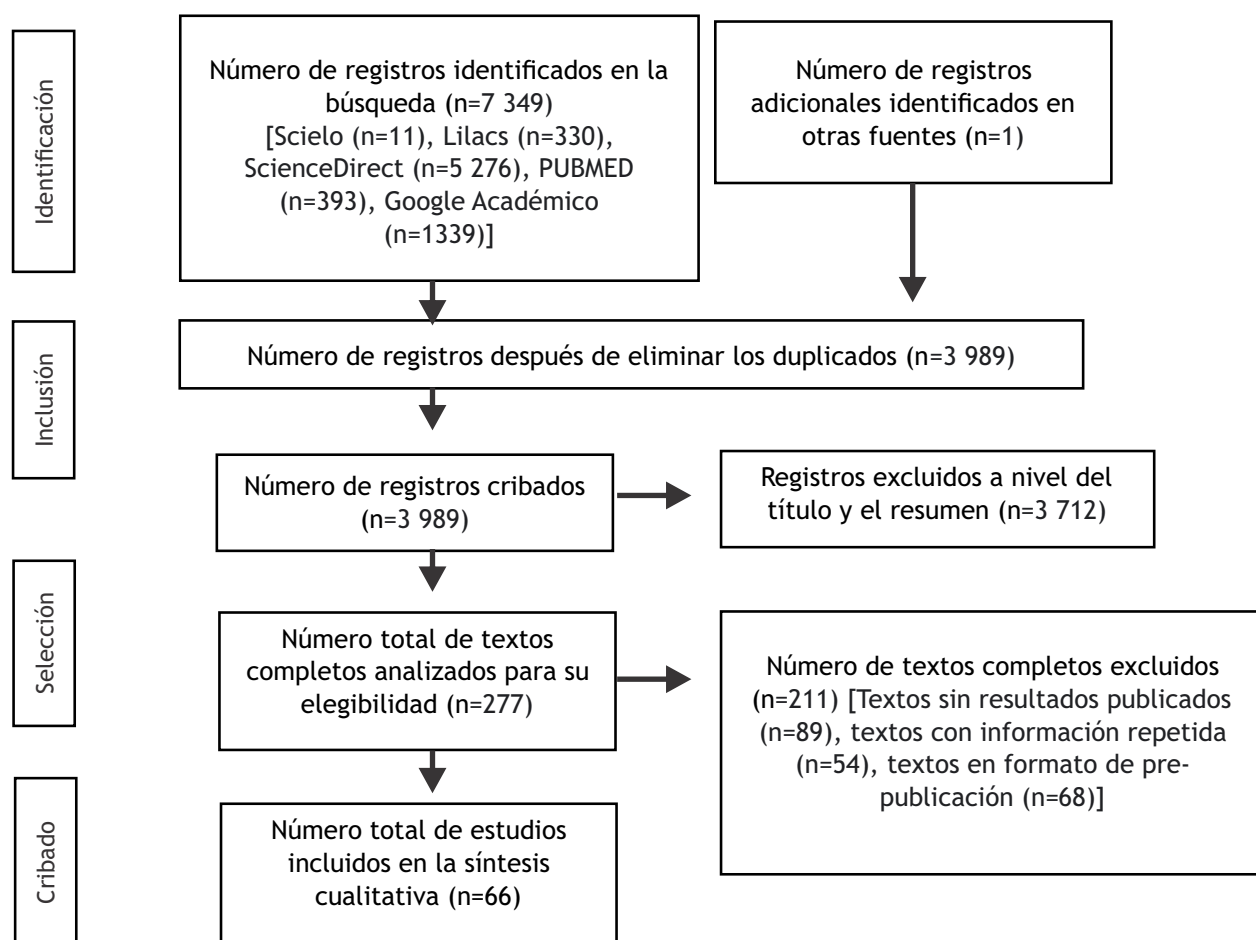 Identificación
Número de registros identificados en la
búsqueda (n=7 349)
[Scielo (n=11), Lilacs (n=330),
ScienceDirect (n=5 276), PUBMED
(n=393), Google Académico
(n=1339)]
Número de registros
adicionales identificados en
otras fuentes (n=1)
Inclusión
Número de registros después de eliminar los duplicados (n=3 989)
Número de registros cribados
(n=3 989)
Registros excluidos a nivel del
título y el resumen (n=3 712)
Selección
Número total de textos
completos analizados para su
elegibilidad (n=277)
Número de textos completos excluidos
(n=211) [Textos sin resultados publicados
(n=89), textos con información repetida
(n=54), textos en formato de pre-
publicación (n=68)]
Cribado
Número total de estudios
incluidos en la síntesis
cualitativa (n=66)